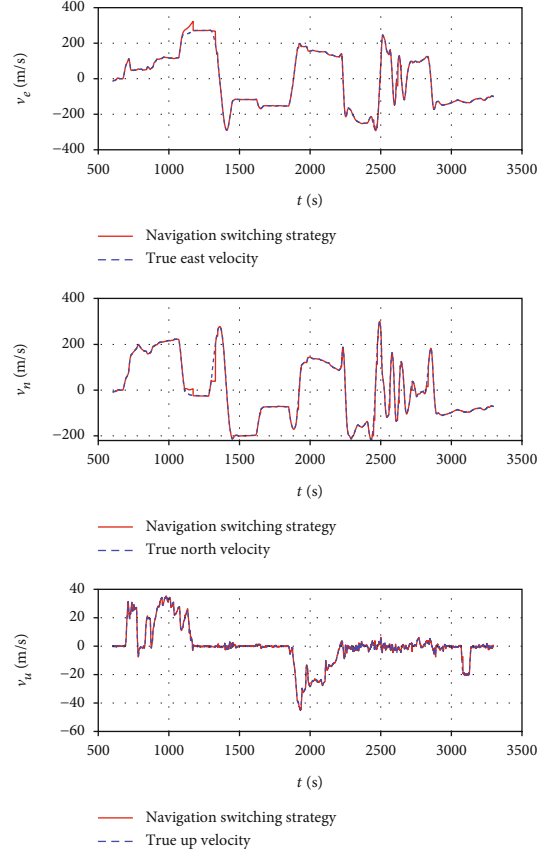 400
200
0
−200
−400
v_e (m/s)
500 1000 1500 2000 2500 3000 3500
t (s)
Navigation switching strategy
True east velocity
400
200
0
−200
v_n (m/s)
500 1000 1500 2000 2500 3000 3500
t (s)
Navigation switching strategy
True north velocity
40
20
0
−20
−40
−60
v_u (m/s)
500 1000 1500 2000 2500 3000 3500
t (s)
Navigation switching strategy
True up velocity